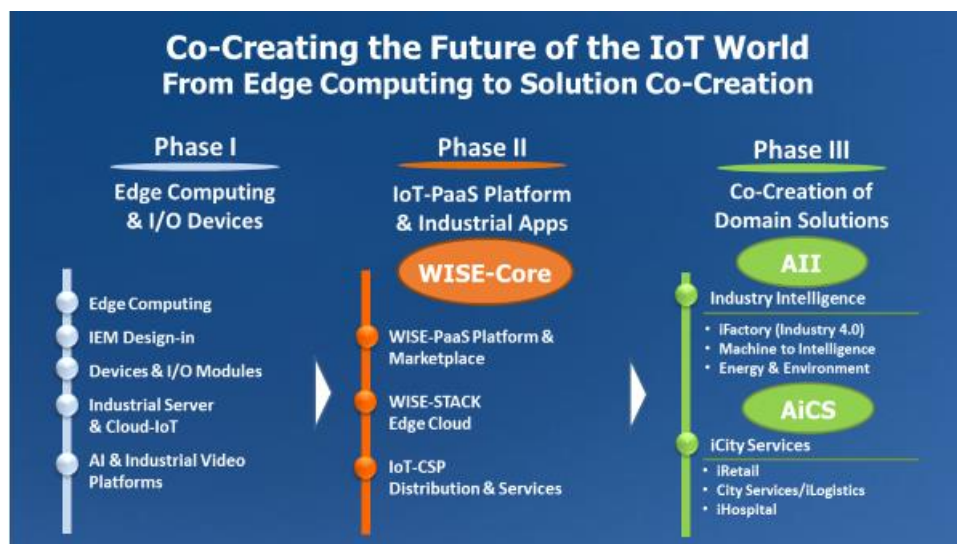 Co-Creating the Future of the IoT World
From Edge Computing to Solution Co-Creation
Phase I
Edge Computing
& I/O Devices
Edge Computing
IEM Design-in
Devices & I/O Modules
Industrial Server
& Cloud-IoT
AI & Industrial Video
Platforms
Phase II
IoT-PaaS Platform
& Industrial Apps
WISE-Core
WISE-PaaS Platform &
Marketplace
WISE-STACK
Edge Cloud
IoT-CSP
Distribution & Services
Phase III
Co-Creation of
Domain Solutions
AII
Industry Intelligence
• iFactory (Industry 4.0)
• Machine to Intelligence
• Energy & Environment
AiCS
iCity Services
• iRetail
• City Services/iLogistics
• iHospital